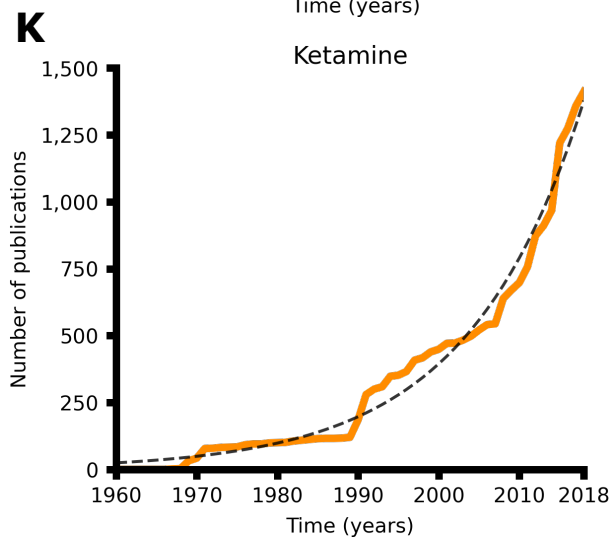 Time (years)
K
Ketamine
1,500
1,250
1,000
750
500
250
0
Number of publications
1960 1970 1980 1990 2000 2010 2018
Time (years)